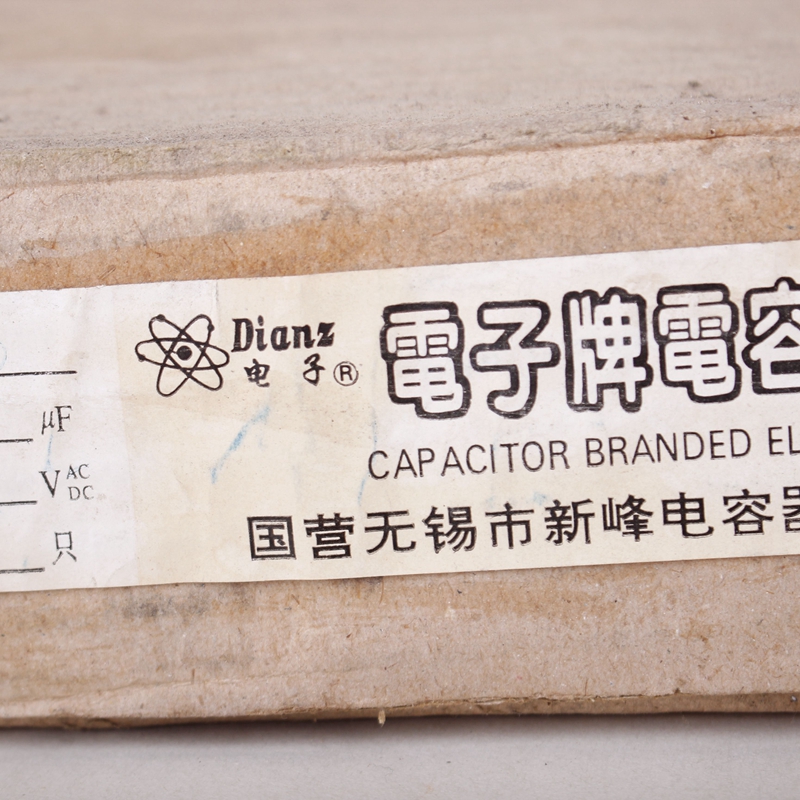 µF
V AC DC
只
Dianz
电 子 ®
電子牌電容
CAPACITOR BRANDED EL
国营无锡市新峰电容器